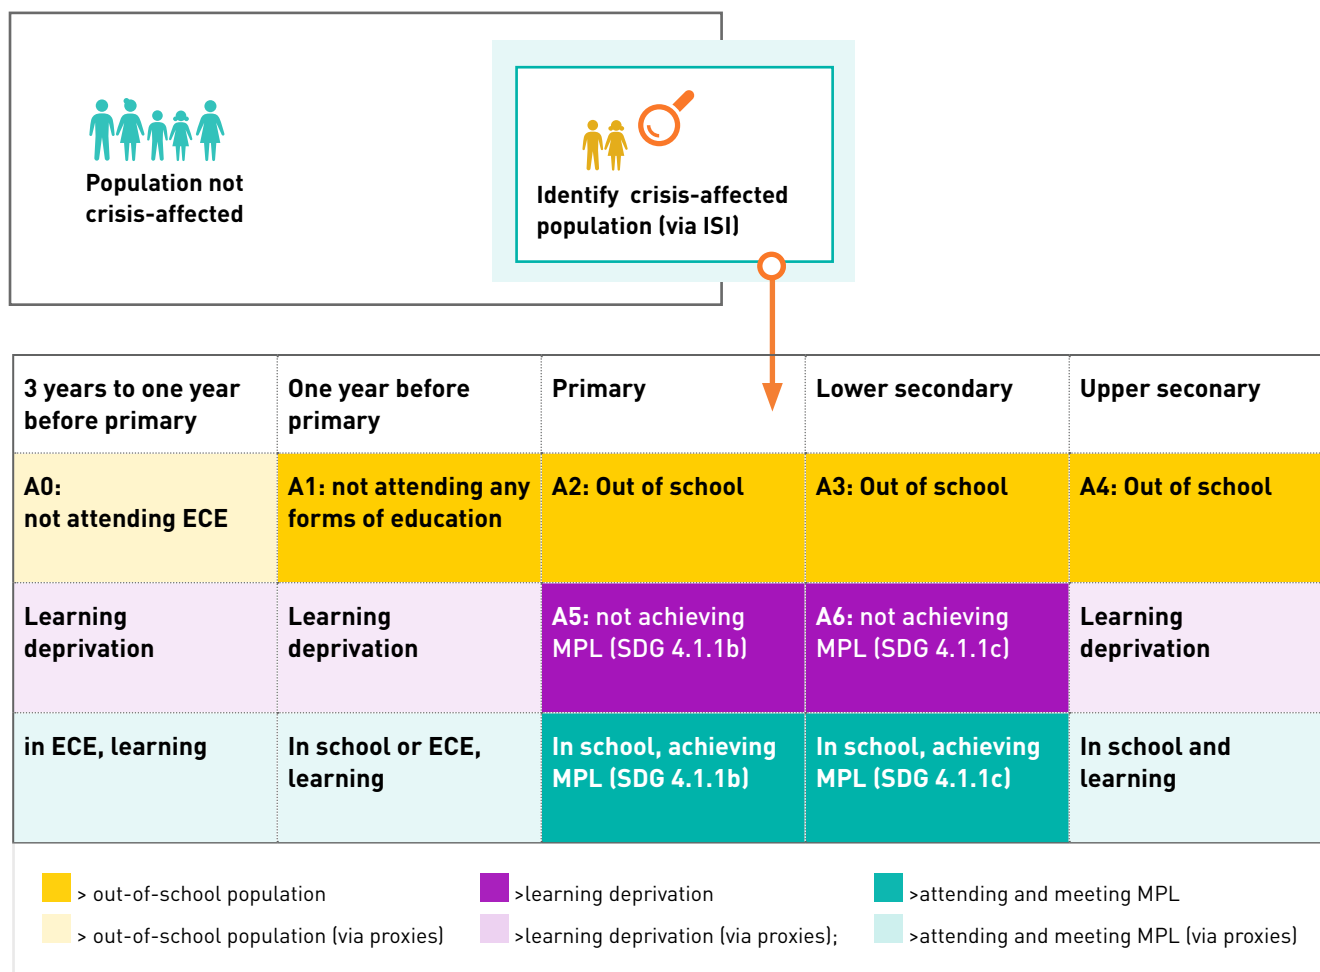 Population not
crisis-affected
Identify crisis-affected
population (via ISI)
3 years to one year
before primary
One year before
primary
Primary
Lower secondary
Upper seconary
A0:
not attending ECE
A1: not attending any
forms of education
A2: Out of school
A3: Out of school
A4: Out of school
Learning
deprivation
Learning
deprivation
A5: not achieving
MPL (SDG 4.1.1b)
A6: not achieving
MPL (SDG 4.1.1c)
Learning
deprivation
in ECE, learning
In school or ECE,
learning
In school, achieving
MPL (SDG 4.1.1b)
In school, achieving
MPL (SDG 4.1.1c)
In school and
learning
> out-of-school population
>learning deprivation
>attending and meeting MPL
> out-of-school population (via proxies)
>learning deprivation (via proxies);
>attending and meeting MPL (via proxies)